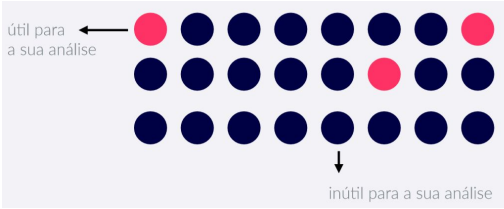 útil para
a sua análise
inútil para a sua análise